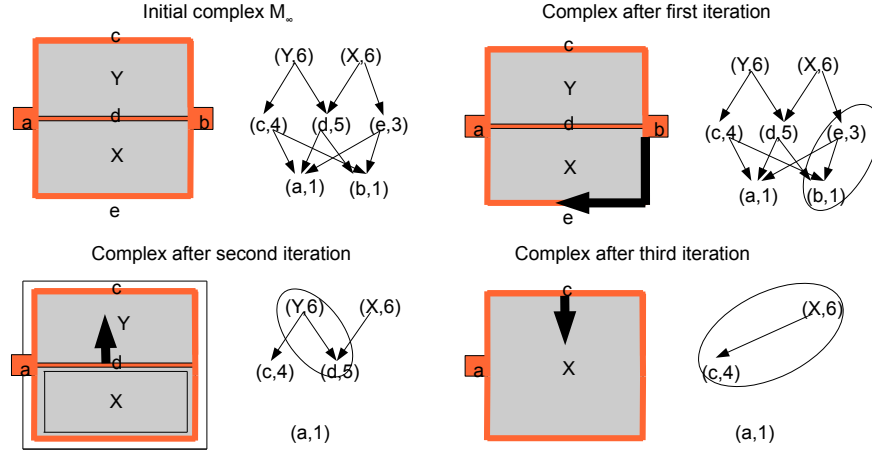 Initial complex M∞
c
Y
a d b
X
e
(Y,6) (X,6)
(c,4) (d,5) (e,3)
(a,1) (b,1)
Complex after first iteration
c
Y
a d b
X
e
(Y,6) (X,6)
(c,4) (d,5) (e,3)
(a,1) (b,1)
Complex after second iteration
c
Y
a d
X
(Y,6) (X,6)
(c,4) (d,5)
(a,1)
Complex after third iteration
c
a X
(X,6)
(c,4)
(a,1)